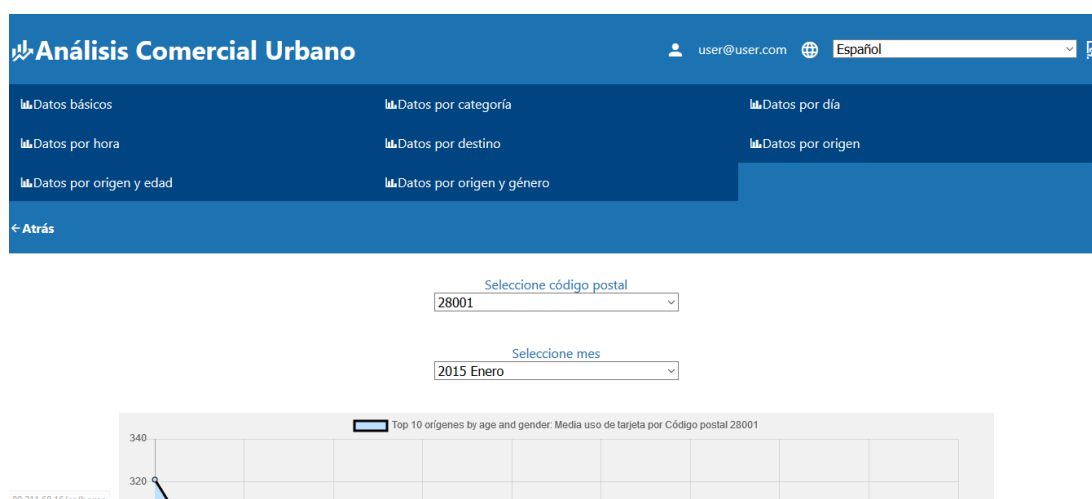 Análisis Comercial Urbano
user@user.com
Español
Datos básicos
Datos por categoría
Datos por día
Datos por hora
Datos por destino
Datos por origen
Datos por origen y edad
Datos por origen y género
Atrás
Seleccione código postal
28001
Seleccione mes
2015 Enero
Top 10 orígenes by age and gender: Media uso de tarjeta por Código postal 28001
340
320